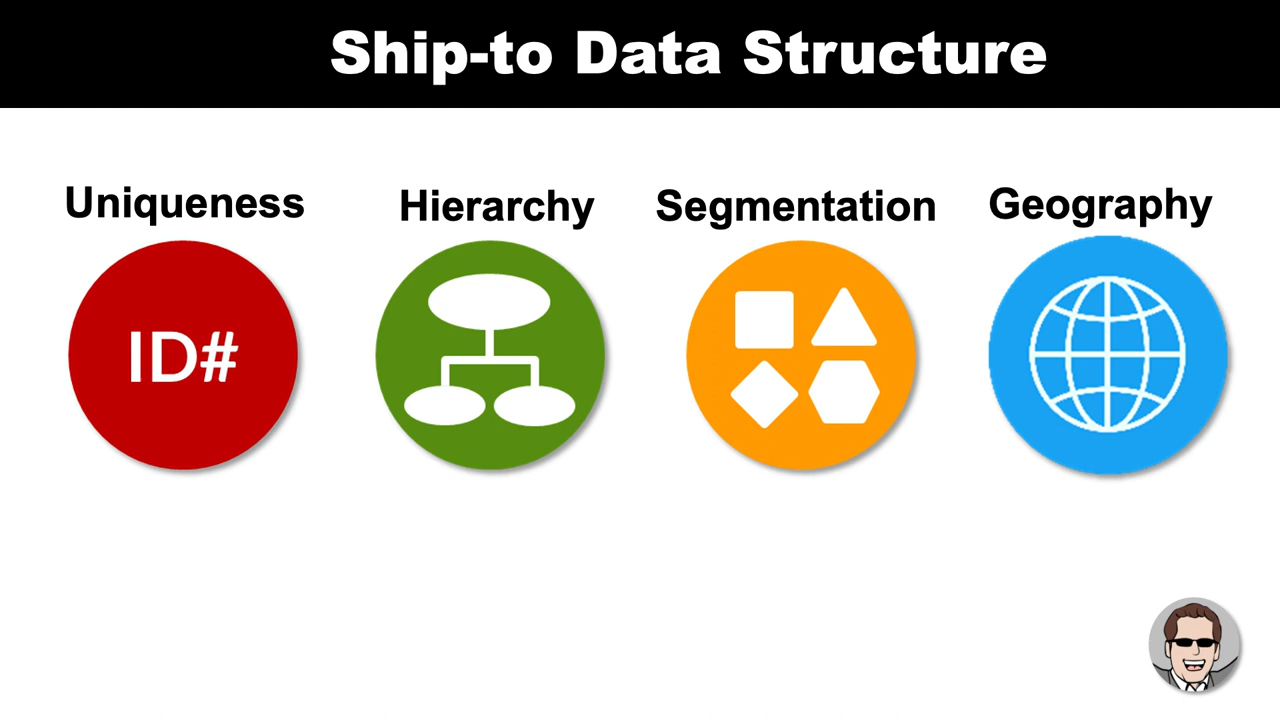 Ship-to Data Structure
Uniqueness
Hierarchy
Segmentation
Geography
ID#